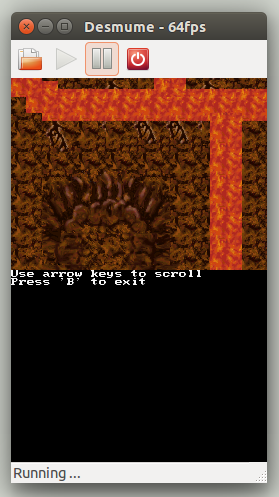 Desmume - 64fps
Use arrow keys to scroll
Press 'B' to exit
Running ...